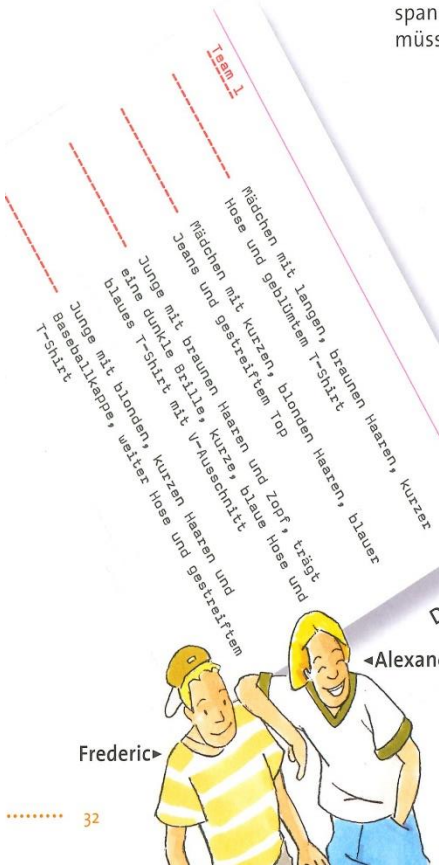 span
müss
Team 1
Mädchen mit langen, braunen Haaren, kurzer
Hose und geblümtem T-Shirt
Mädchen mit kurzen, blonden Haaren, blauer
Jeans und gestreiftem Top
Junge mit braunen Haaren und Zopf, trägt
eine dunkle Brille, kurze, blaue Hose und
blaues T-Shirt mit V-Ausschnitt
Junge mit blonden, kurzen Haaren und
Baseballkappe, weiter Hose und gestreiftem
T-Shirt
D
◄Alexand
Frederic►
32